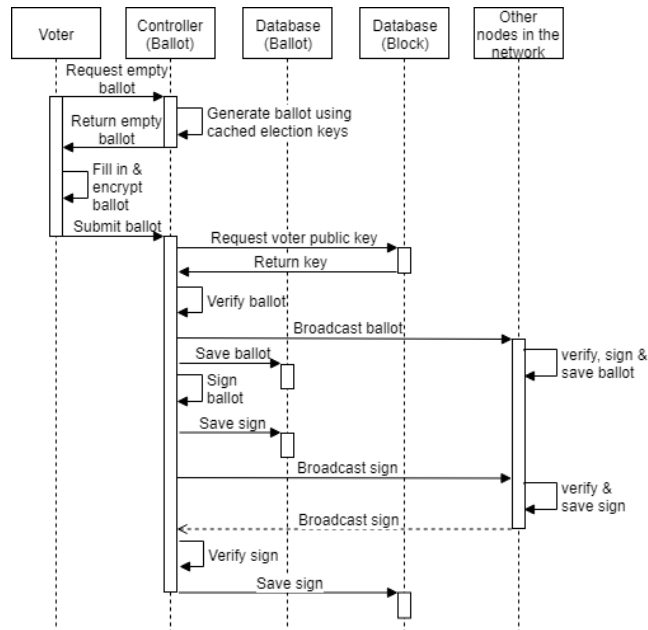 Voter
Controller
(Ballot)
Database
(Ballot)
Database
(Block)
Other
nodes in the
network
Request empty
ballot
Generate ballot using
cached election keys
Return empty
ballot
Fill in &
encrypt
ballot
Submit ballot
Request voter public key
Return key
Verify ballot
Broadcast ballot
verify, sign &
save ballot
Save ballot
Sign
ballot
Save sign
Broadcast sign
verify &
save sign
Broadcast sign
Verify sign
Save sign